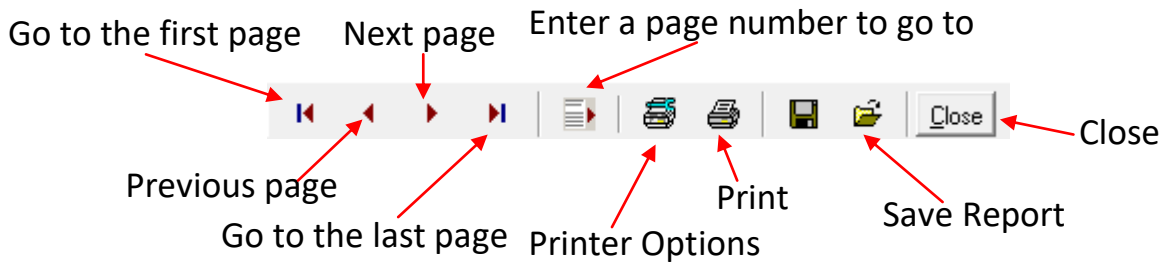 Enter a page number to go to
Go to the first page
Next page
Close
Close
Previous page
Print
Save Report
Go to the last page
Printer Options